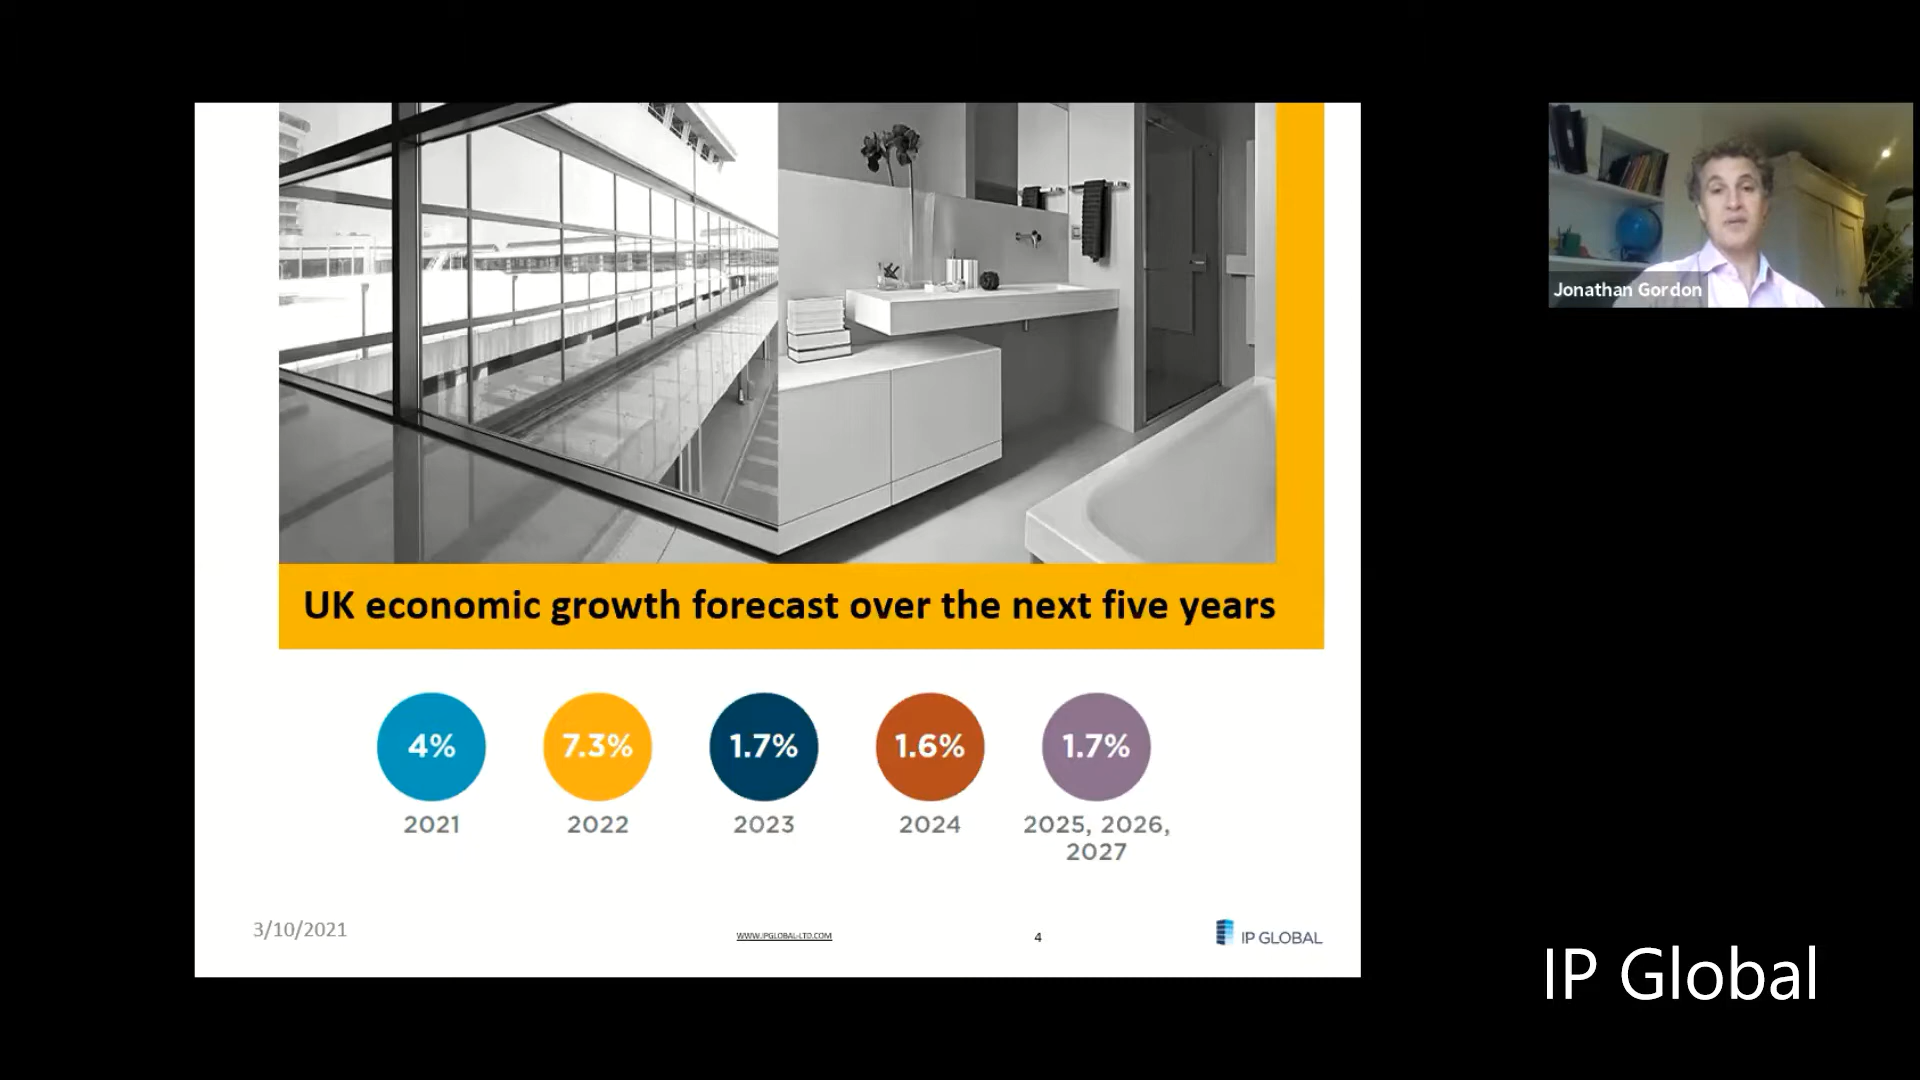 Jonathan Gordon
UK economic growth forecast over the next five years
4%
7.3%
1.7%
1.6%
1.7%
2021
2022
2023
2024
2025, 2026,
2027
3/10/2021
WWW.IPGLOBAL-LTD.COM
4
IP GLOBAL
IP Global